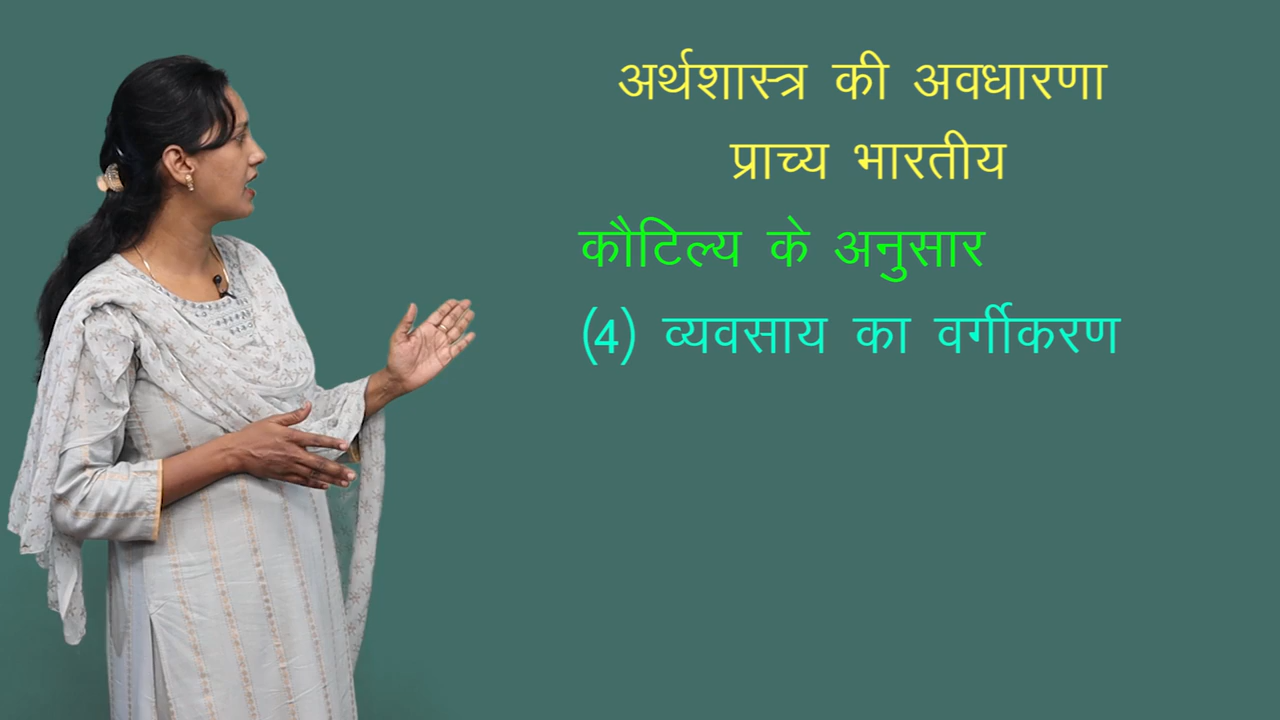 अर्थशास्त्र की अवधारणा
प्राच्य भारतीय
कौटिल्य के अनुसार
(4) व्यवसाय का वर्गीकरण